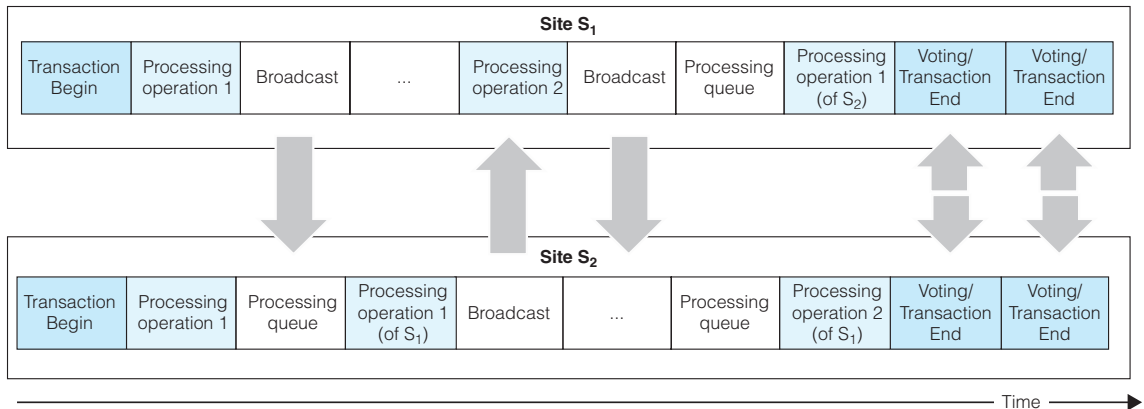 Site S1
Transaction
Begin
Processing
operation 1
Broadcast
...
Processing
operation 2
Broadcast
Processing
queue
Processing
operation 1
(of S2)
Voting/
Transaction
End
Voting/
Transaction
End
Site S2
Transaction
Begin
Processing
operation 1
Processing
queue
Processing
operation 1
(of S1)
Broadcast
...
Processing
queue
Processing
operation 2
(of S1)
Voting/
Transaction
End
Voting/
Transaction
End
Time